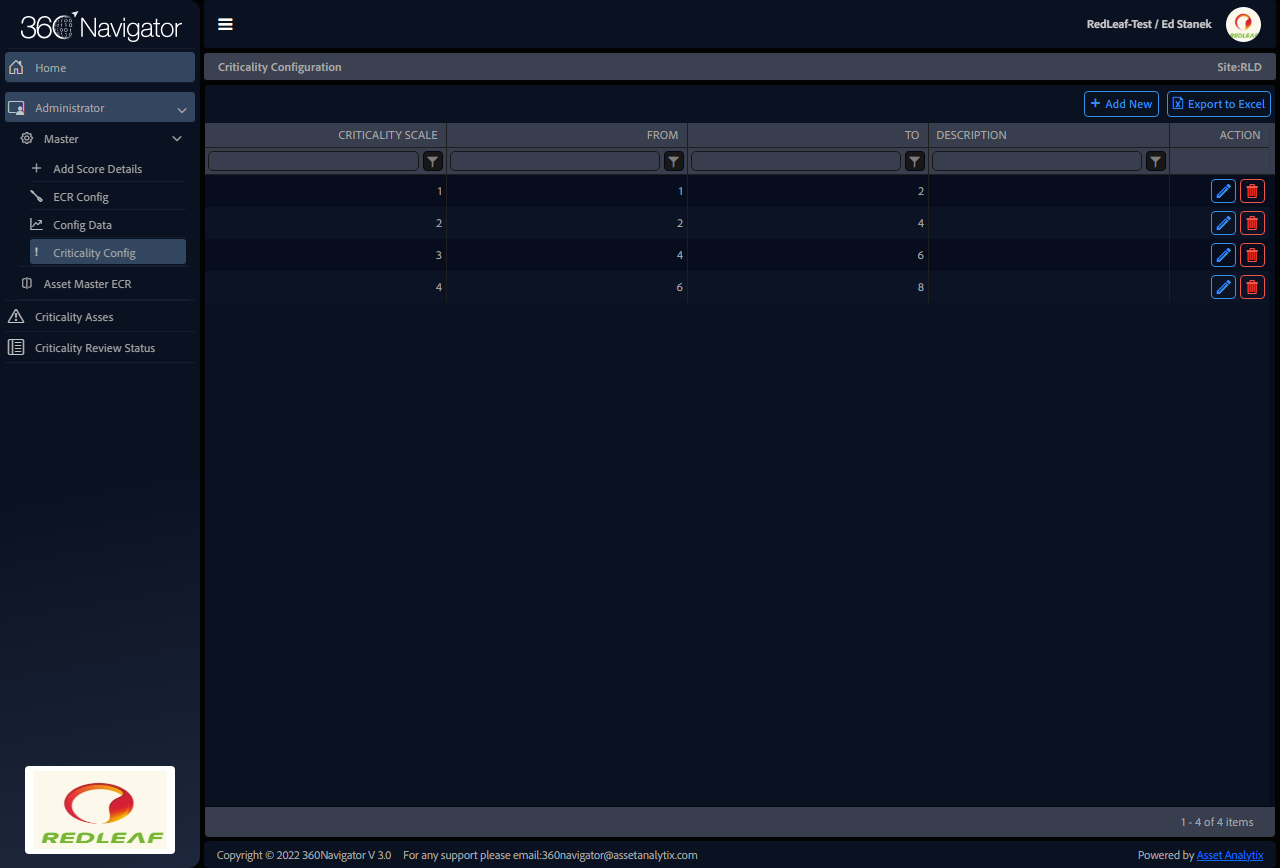 360 Navigator
RedLeaf-Test / Ed Stanek
REDLEAF
Home
Administrator
Master
Add Score Details
ECR Config
Config Data
Criticality Config
Asset Master ECR
Criticality Asses
Criticality Review Status
REDLEAF
Criticality Configuration Site:RLD
Add New Export to Excel
CRITICALITY SCALE FROM TO DESCRIPTION ACTION
1 1 2
2 2 4
3 4 6
4 6 8
1 - 4 of 4 items
Copyright © 2022 360Navigator V 3.0 For any support please email:360navigator@assetanalytix.com Powered by Asset Analytix